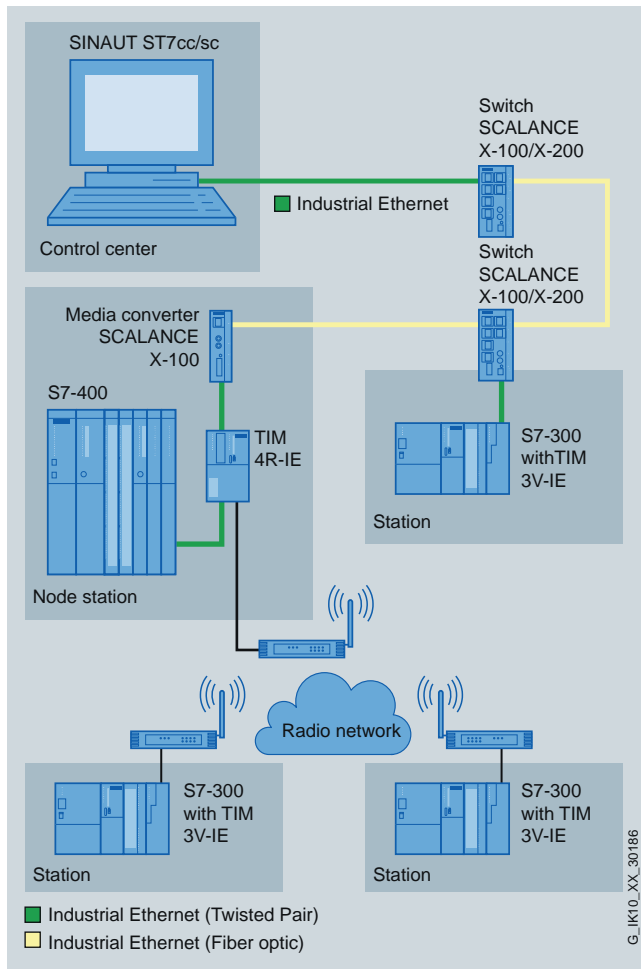 SINAUT ST7cc/sc
Control center
Industrial Ethernet
Switch
SCALANCE
X-100/X-200
Switch
SCALANCE
X-100/X-200
Media converter
SCALANCE
X-100
S7-400
TIM
4R-IE
Node station
S7-300
withTIM
3V-IE
Station
Radio network
S7-300
with TIM
3V-IE
Station
S7-300
with TIM
3V-IE
Station
Industrial Ethernet (Twisted Pair)
Industrial Ethernet (Fiber optic)
G_IK10_XX_30186